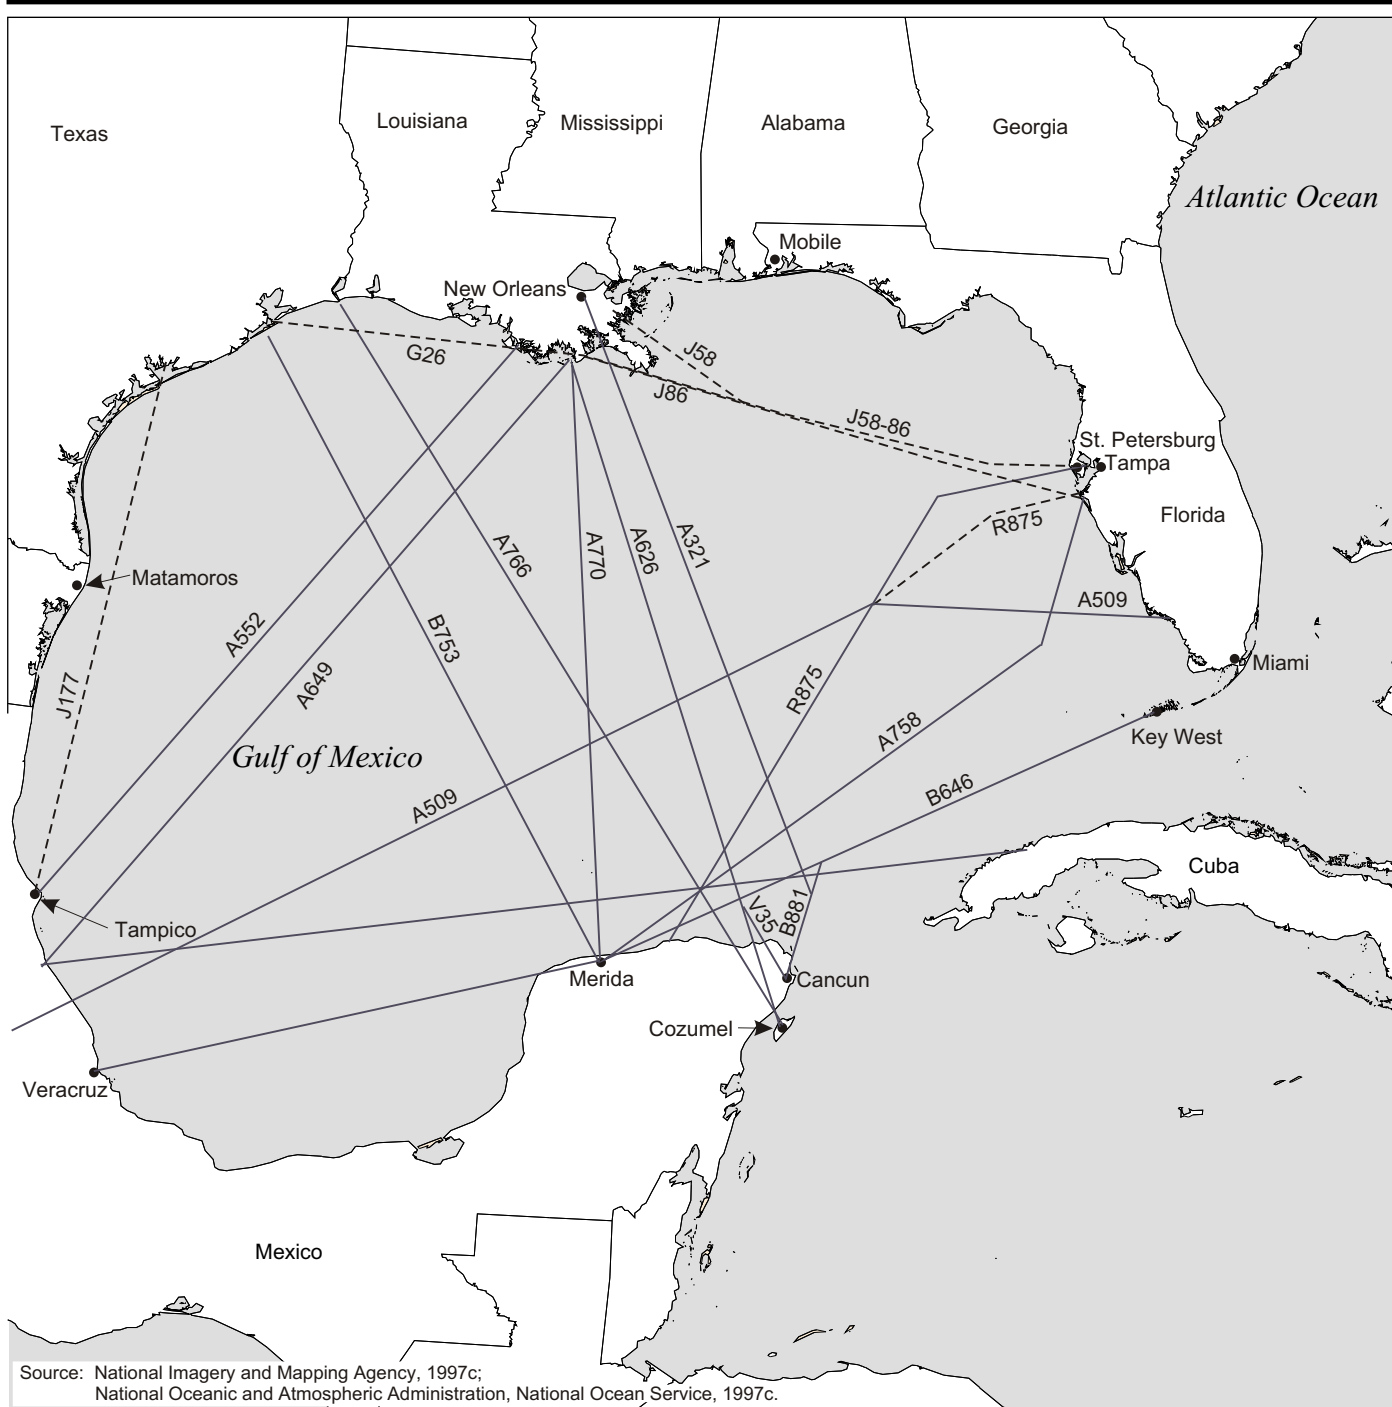 Texas
Louisiana
Mississippi
Alabama
Georgia
Atlantic Ocean
Mobile
New Orleans
G26
J58
J86
J58-86
St. Petersburg
Tampa
Florida
R875
A321
A626
A770
A766
Matamoros
A552
B753
A649
A509
Miami
J177
R875
A758
Key West
Gulf of Mexico
B646
A509
Cuba
V35
B881
Tampico
Merida
Cancun
Cozumel
Veracruz
Mexico
Source: National Imagery and Mapping Agency, 1997c;
National Oceanic and Atmospheric Administration, National Ocean Service, 1997c.